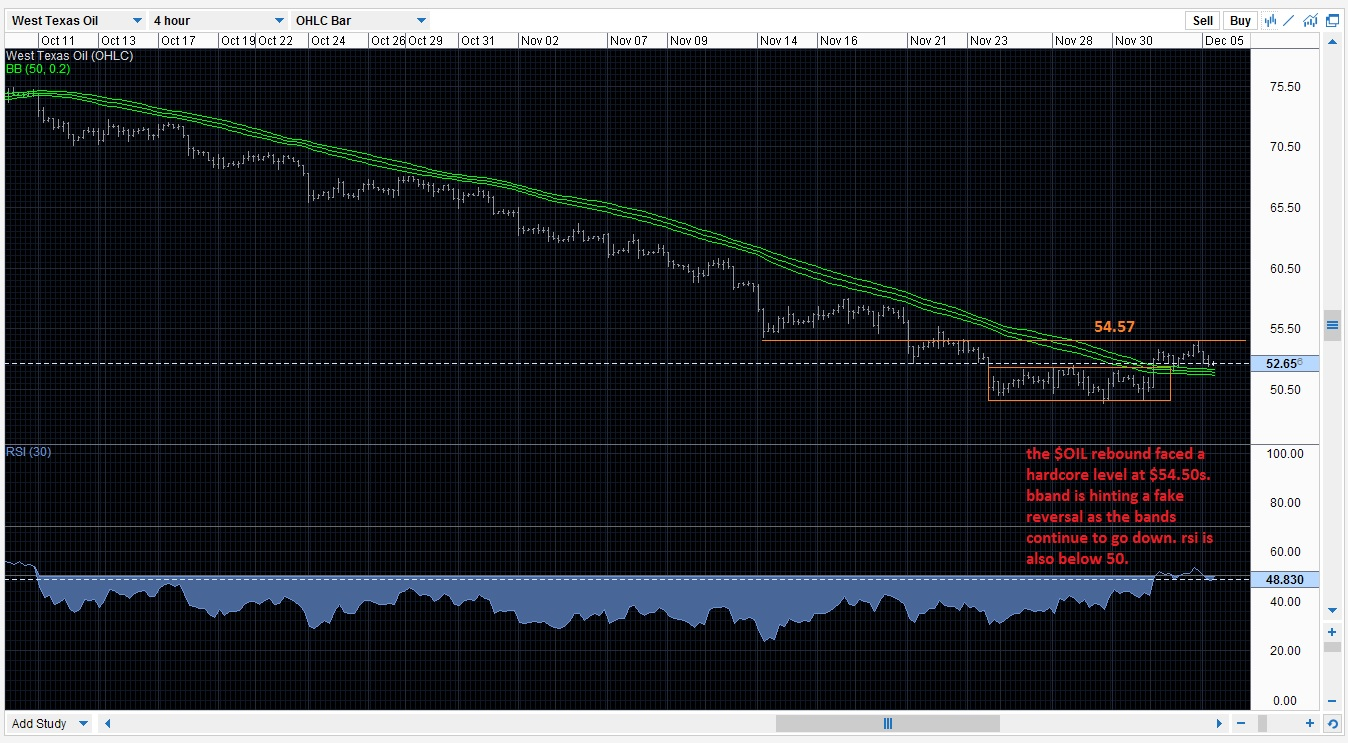 West Texas Oil 4 hour OHLC Bar Sell Buy
Oct 11 Oct 13 Oct 17 Oct 19 Oct 22 Oct 24 Oct 26 Oct 29 Oct 31 Nov 02 Nov 07 Nov 09 Nov 14 Nov 16 Nov 21 Nov 23 Nov 28 Nov 30 Dec 05
West Texas Oil (OHLC)
BB (50, 0.2)
75.50
70.50
65.50
60.50
54.57
55.50
52.656
50.50
RSI (30)
100.00
80.00
60.00
48.830
40.00
20.00
0.00
the $OIL rebound faced a
hardcore level at $54.50s.
bband is hinting a fake
reversal as the bands
continue to go down. rsi is
also below 50.
Add Study